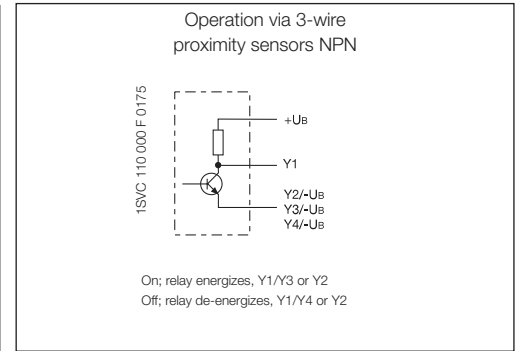 Operation via 3-wire
proximity sensors NPN
1SVC 110 000 F 0175
+UB
Y1
Y2/-UB
Y3/-UB
Y4/-UB
On; relay energizes, Y1/Y3 or Y2
Off; relay de-energizes, Y1/Y4 or Y2